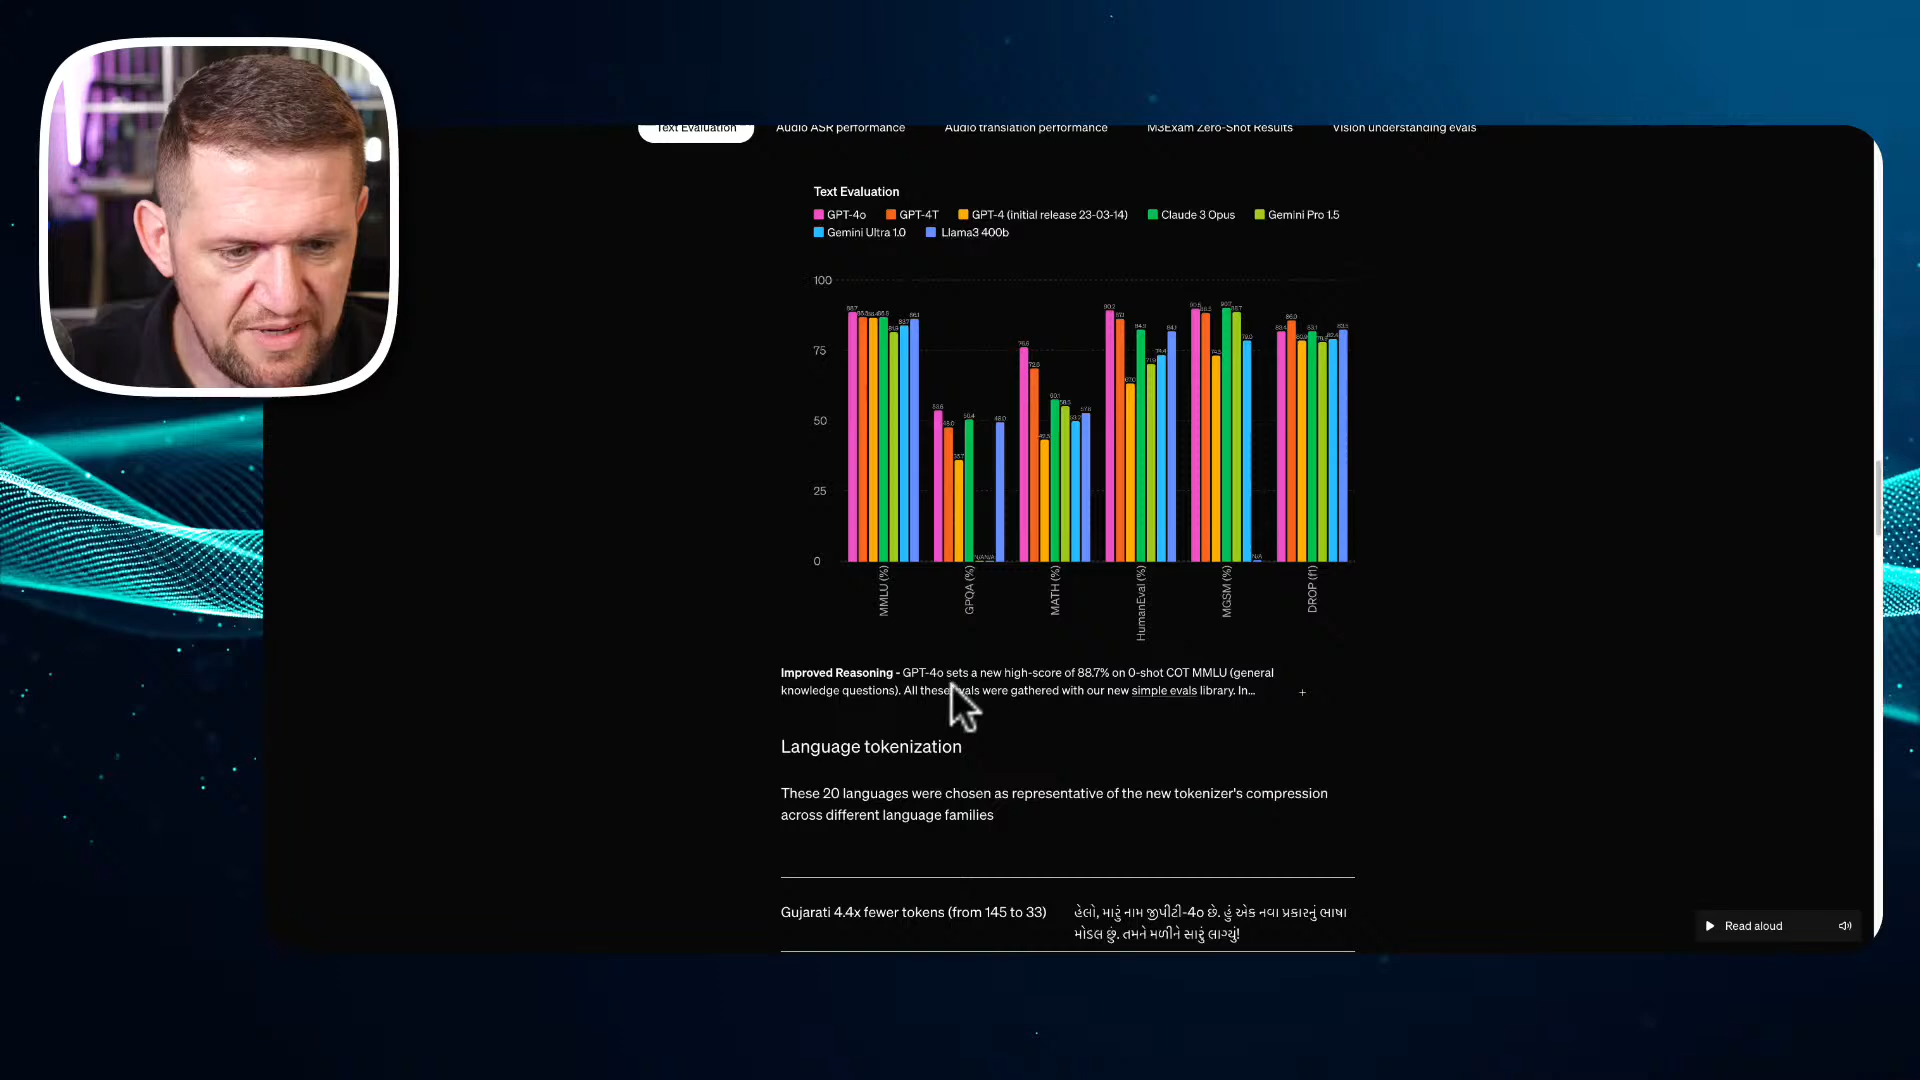 Text Evaluation
Audio ASR performance
Audio translation performance
M3Exam Zero-Shot Results
Vision understanding evals
Text Evaluation
GPT-4o
GPT-4T
GPT-4 (initial release 23-03-14)
Claude 3 Opus
Gemini Pro 1.5
Gemini Ultra 1.0
Llama3 400b
100
75
50
25
0
MMLU (%)
GPQA (%)
MATH (%)
HumanEval (%)
MGSM (%)
DROP (f1)
Improved Reasoning - GPT-4o sets a new high-score of 88.7% on 0-shot COT MMLU (general
knowledge questions). All these evals were gathered with our new simple evals library. In...
Language tokenization
These 20 languages were chosen as representative of the new tokenizer's compression
across different language families
Gujarati 4.4x fewer tokens (from 145 to 33)
હેલો, મારું નામ જીપીટી-4o છે. હું એક નવા પ્રકારનું ભાષા
મોડલ છું. તમને મળીને સારું લાગ્યું!
Read aloud